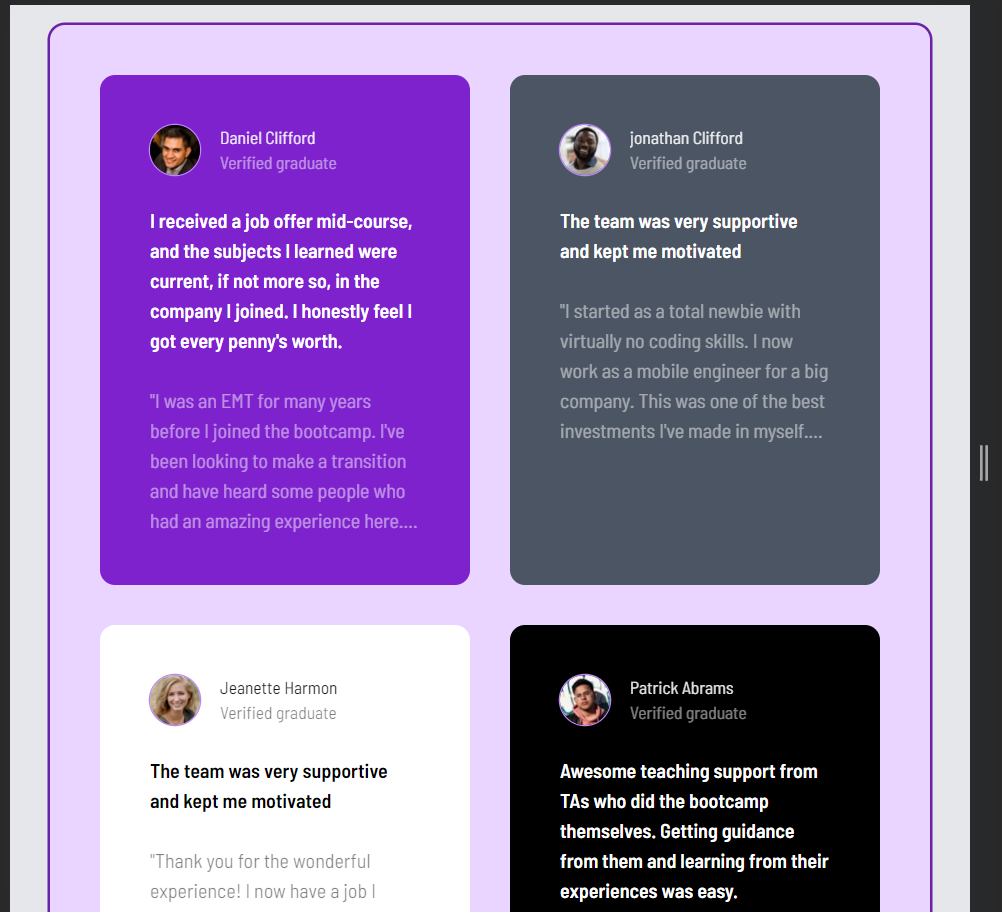 Daniel Clifford
Verified graduate
I received a job offer mid-course,
and the subjects I learned were
current, if not more so, in the
company I joined. I honestly feel I
got every penny's worth.
"I was an EMT for many years
before I joined the bootcamp. I've
been looking to make a transition
and have heard some people who
had an amazing experience here....
jonathan Clifford
Verified graduate
The team was very supportive
and kept me motivated
"I started as a total newbie with
virtually no coding skills. I now
work as a mobile engineer for a big
company. This was one of the best
investments I've made in myself....
Jeanette Harmon
Verified graduate
The team was very supportive
and kept me motivated
"Thank you for the wonderful
experience! I now have a job I
Patrick Abrams
Verified graduate
Awesome teaching support from
TAs who did the bootcamp
themselves. Getting guidance
from them and learning from their
experiences was easy.